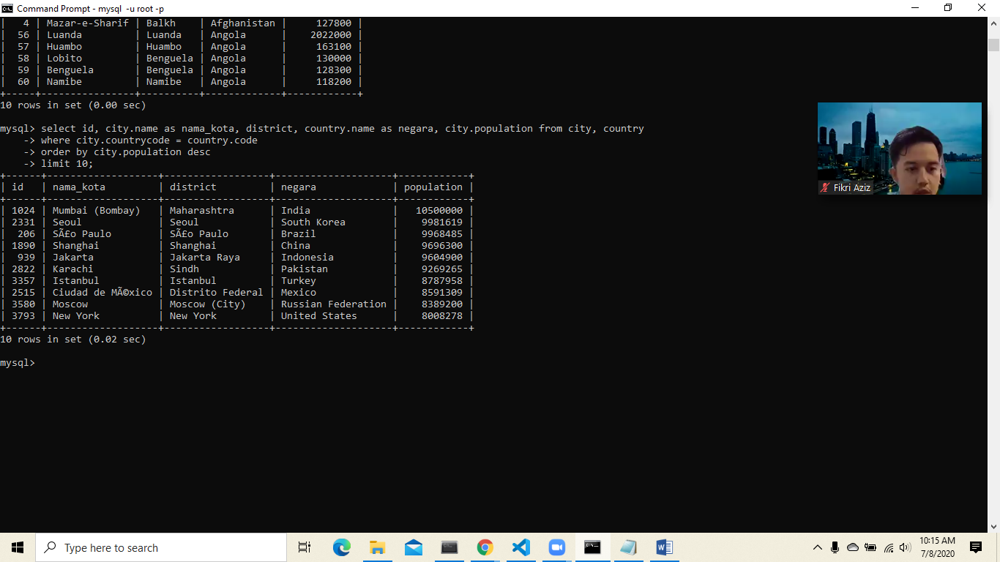 Command Prompt - mysql -u root -p
|    4 | Mazar-e-Sharif | Balkh    | Afghanistan |     127800 |
|   56 | Luanda         | Luanda   | Angola      |    2022000 |
|   57 | Huambo         | Huambo   | Angola      |     163100 |
|   58 | Lobito         | Benguela | Angola      |     130000 |
|   59 | Benguela       | Benguela | Angola      |     128300 |
|   60 | Namibe         | Namibe   | Angola      |     118200 |
+-----+----------------+----------+-------------+------------+
10 rows in set (0.00 sec)
mysql> select id, city.name as nama_kota, district, country.name as negara, city.population from city, country
    -> where city.countrycode = country.code
    -> order by city.population desc
    -> limit 10;
+------+-------------------+------------------+--------------------+------------+
| id   | nama_kota         | district         | negara             | population |
+------+-------------------+------------------+--------------------+------------+
| 1024 | Mumbai (Bombay)   | Maharashtra      | India              |   10500000 |
| 2331 | Seoul             | Seoul            | South Korea        |    9981619 |
|  206 | SÃ£o Paulo        | SÃ£o Paulo       | Brazil             |    9968485 |
| 1890 | Shanghai          | Shanghai         | China              |    9696300 |
|  939 | Jakarta           | Jakarta Raya     | Indonesia          |    9604900 |
| 2822 | Karachi           | Sindh            | Pakistan           |    9269265 |
| 3357 | Istanbul          | Istanbul         | Turkey             |    8787958 |
| 2515 | Ciudad de MÃ©xico | Distrito Federal | Mexico             |    8591309 |
| 3580 | Moscow            | Moscow (City)    | Russian Federation |    8389200 |
| 3793 | New York          | New York         | United States      |    8008278 |
+------+-------------------+------------------+--------------------+------------+
10 rows in set (0.02 sec)
mysql>
Fikri Aziz
Type here to search
10:15 AM
7/8/2020